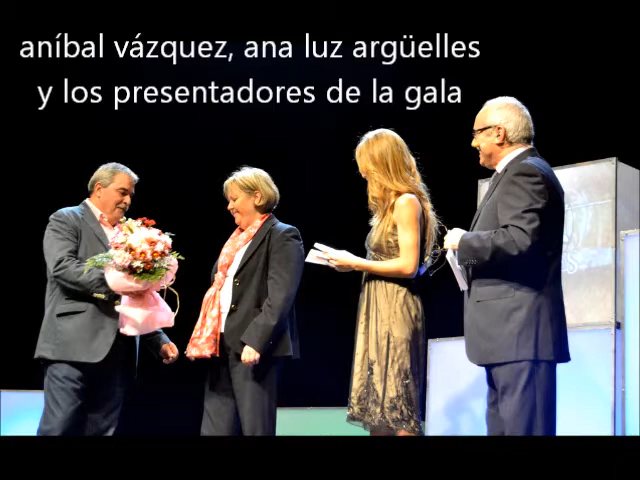 aníbal vázquez, ana luz argüelles
y los presentadores de la gala